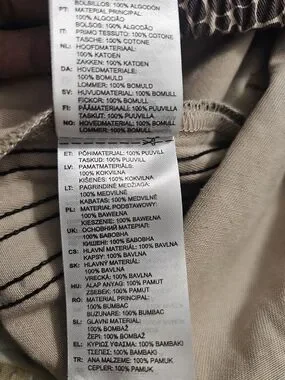 BOLSILLOS: 100% ALGODÓN
PT: MATERIAL PRINCIPAL
100% ALGODÃO
BOLSOS: 100% ALGODÃO
IT: PRIMO TESSUTO: 100% COTONE
TASCHE: 100% COTONE
NL: HOOFDMATERIAAL:
100% KATOEN
ZAKKEN: 100% KATOEN
DA: HOVEDMATERIALE:
100% BOMULD
LOMMER: 100% BOMULD
SV: HUVUDMATERIAL: 100% BOMULL
FICKOR: 100% BOMULL
FI: PÄÄMATERIAALI: 100% PUUVILLA
TASKUT: 100% PUUVILLA
NO: HOVEDMATERIAL: 100% BOMULL
LOMMER: 100% BOMULL
ET: PÕHIMATERJAL: 100% PUUVILL
TASKUD: 100% PUUVILL
LV: PAMATMATERIĀLS:
100% KOKVILNA
KIŠENĒS: 100% KOKVILNA
LT: PAGRINDINĖ MEDŽIAGA:
100% MEDVILNĖ
KABATAS: 100% MEDVILNĖ
PL: MATERIAŁ PODSTAWOWY:
100% BAWEŁNA
KIESZENIE: 100% BAWEŁNA
UK: ОСНОВНИЙ МАТЕРІАЛ:
100% БАВОВНА
КИШЕНІ: 100% БАВОВНА
CS: HLAVNÍ MATERIÁL: 100% BAVLNA
KAPSY: 100% BAVLNA
SK: HLAVNÝ MATERIÁL:
100% BAVLNA
VRECKÁ: 100% BAVLNA
HU: ALAP ANYAG: 100% PAMUT
ZSEBEK: 100% PAMUT
RO: MATERIAL PRINCIPAL:
100% BUMBAC
BUZUNARE: 100% BUMBAC
SL: GLAVNI MATERIAL:
100% BOMBAŽ
ŽEPI: 100% BOMBAŽ
EL: ΚΥΡΙΩΣ ΥΦΑΣΜΑ: 100% ΒΑΜΒΑΚΙ
ΤΣΕΠΕΣ: 100% ΒΑΜΒΑΚΙ
TR: ANA MALZEME: 100% PAMUK
CEPLER: 100% PAMUK